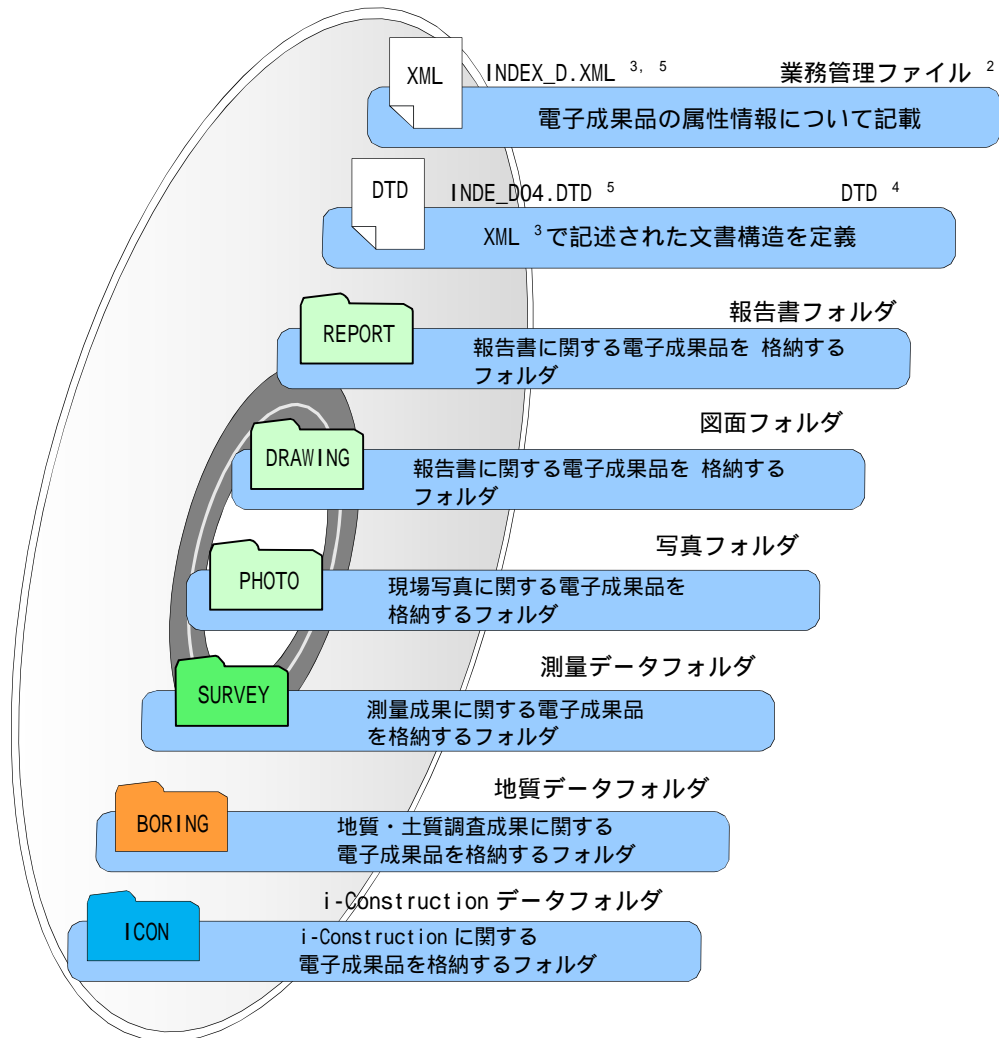 XML
INDEX_D.XML 3, 5 業務管理ファイル 2
電子成果品の属性情報について記載
DTD
INDE_D04.DTD 5 DTD 4
XML 3で記述された文書構造を定義
報告書フォルダ
REPORT
報告書に関する電子成果品を 格納する
フォルダ
図面フォルダ
DRAWING
報告書に関する電子成果品を 格納する
フォルダ
写真フォルダ
PHOTO
現場写真に関する電子成果品を
格納するフォルダ
測量データフォルダ
SURVEY
測量成果に関する電子成果品
を格納するフォルダ
地質データフォルダ
BORING
地質・土質調査成果に関する
電子成果品を格納するフォルダ
i-Construction データフォルダ
ICON
i-Construction に関する
電子成果品を格納するフォルダ